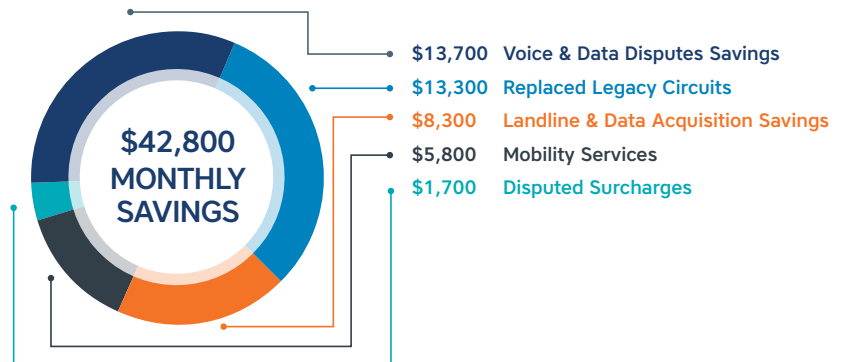 $42,800
MONTHLY
SAVINGS
$13,700 Voice & Data Disputes Savings
$13,300 Replaced Legacy Circuits
$8,300 Landline & Data Acquisition Savings
$5,800 Mobility Services
$1,700 Disputed Surcharges